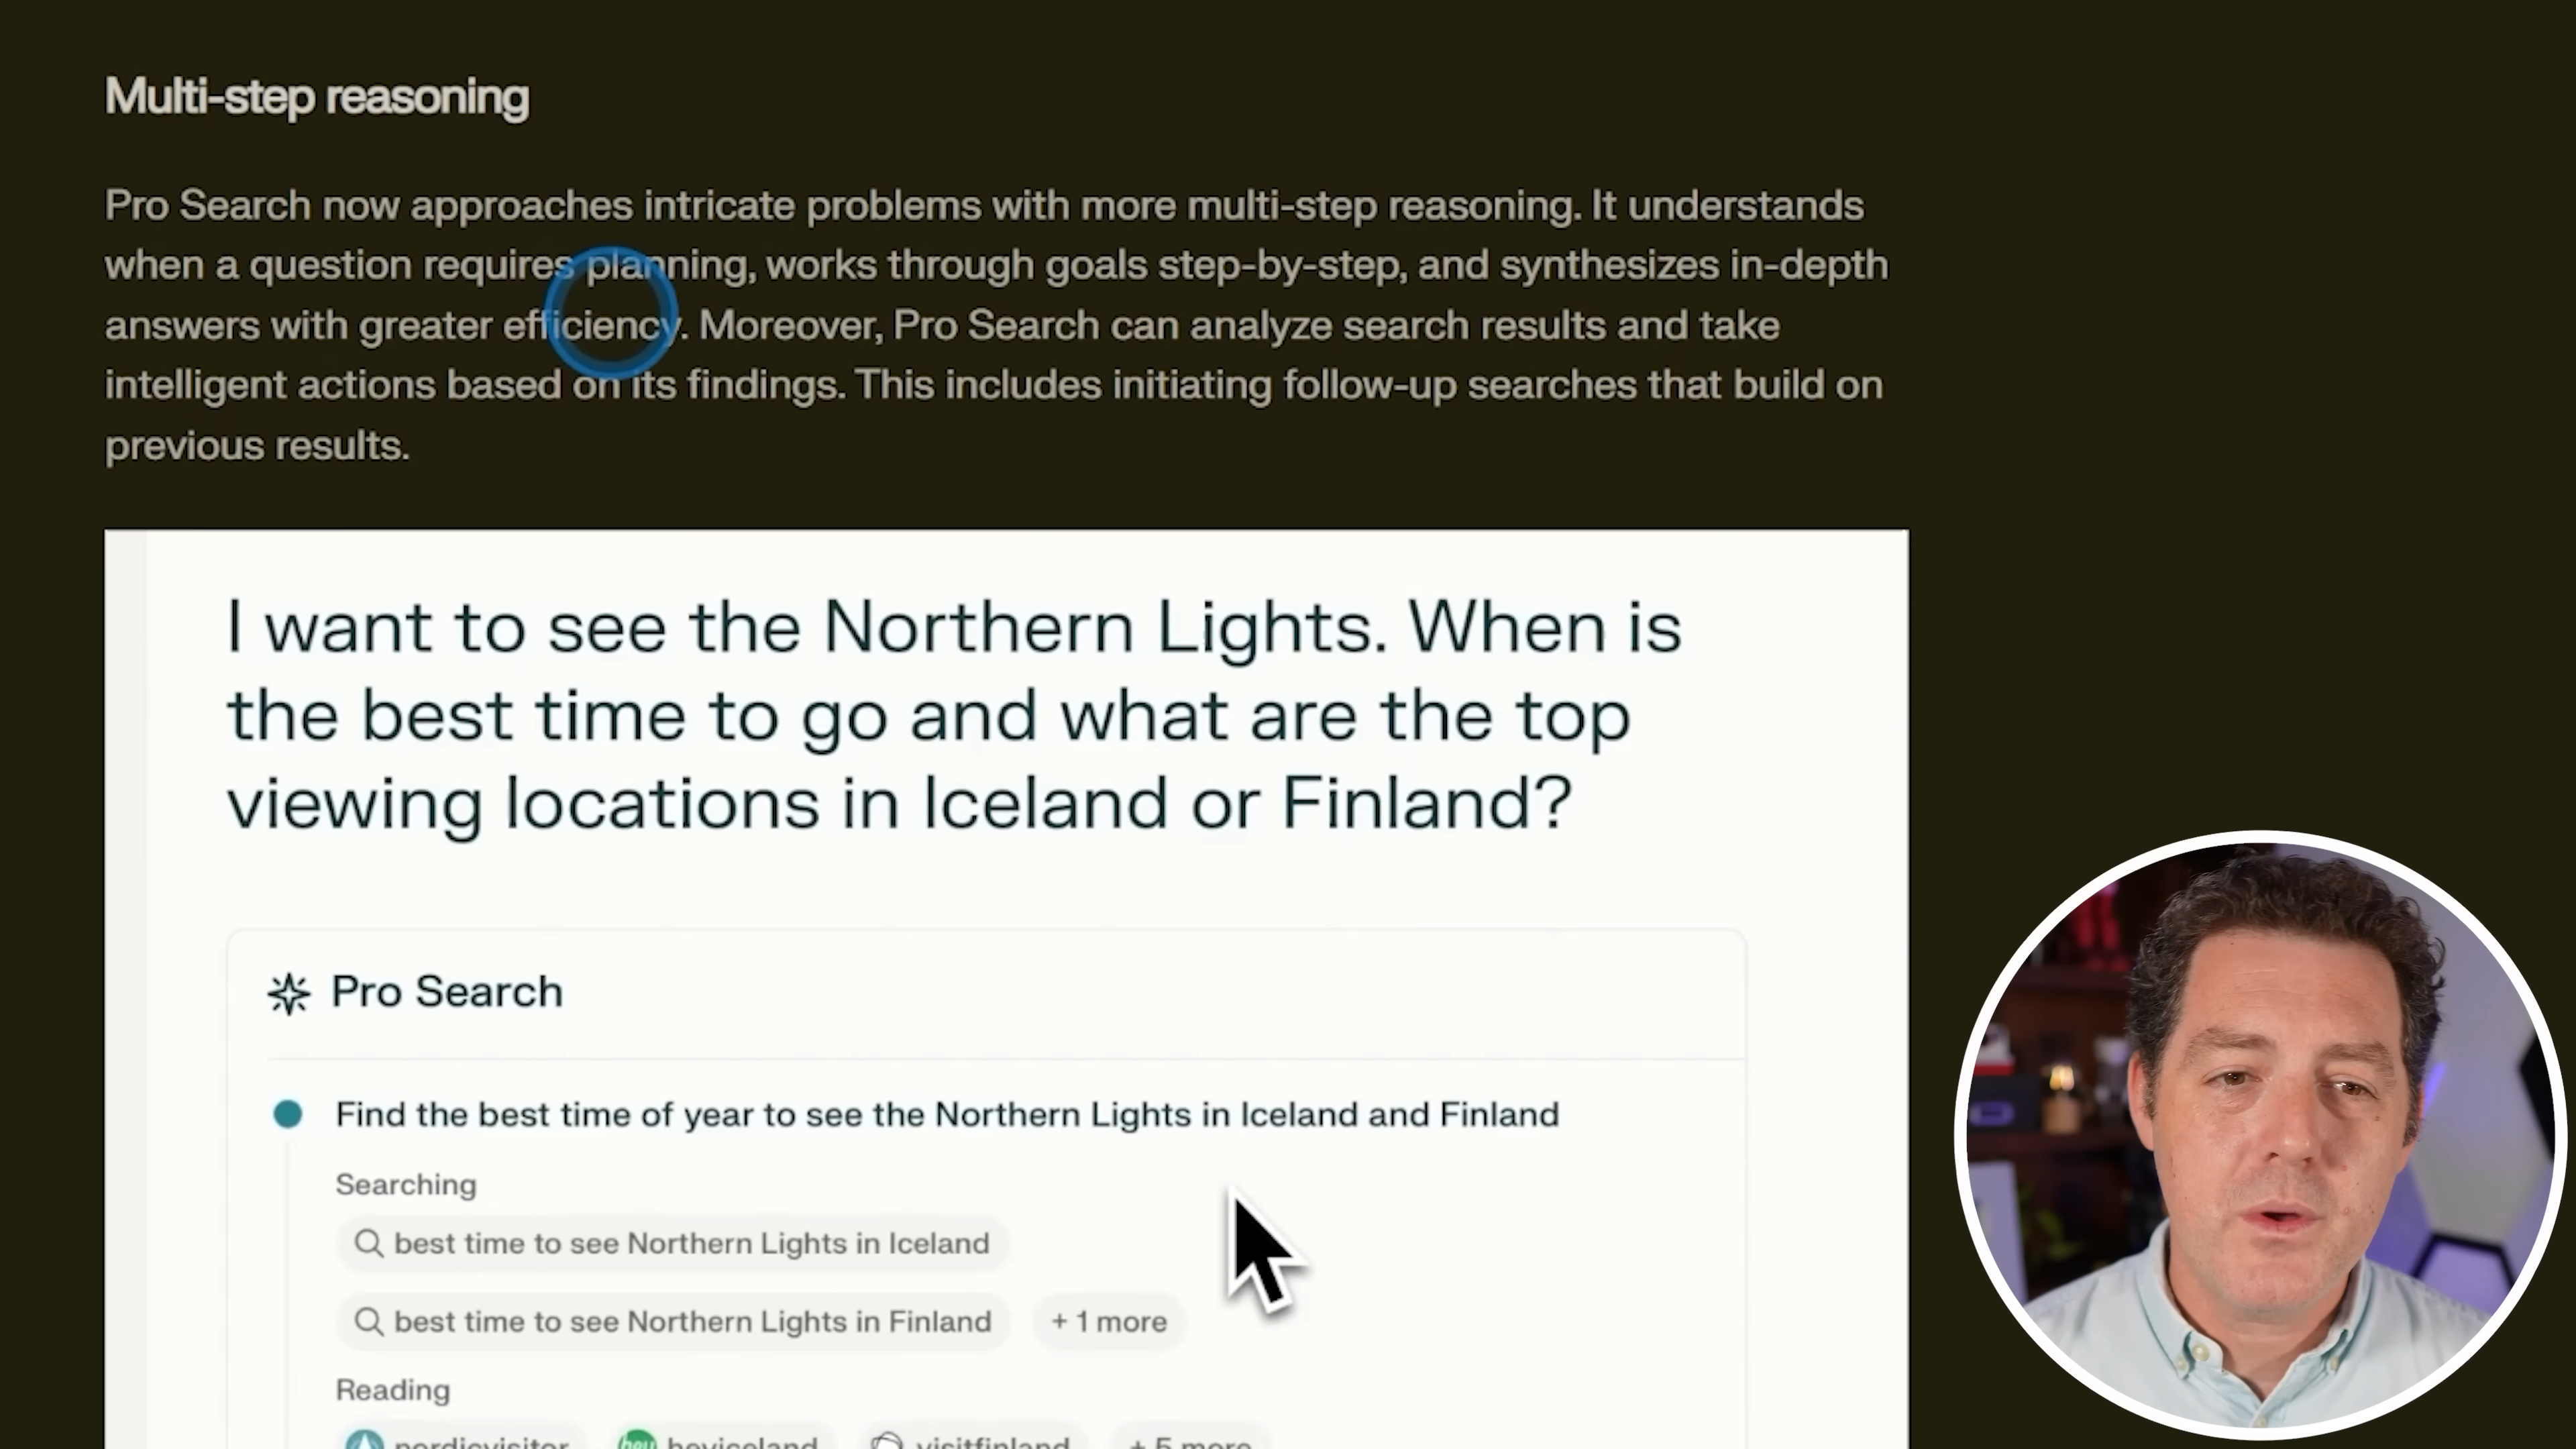 Multi-step reasoning
Pro Search now approaches intricate problems with more multi-step reasoning. It understands
when a question requires planning, works through goals step-by-step, and synthesizes in-depth
answers with greater efficiency. Moreover, Pro Search can analyze search results and take
intelligent actions based on its findings. This includes initiating follow-up searches that build on
previous results.
I want to see the Northern Lights. When is
the best time to go and what are the top
viewing locations in Iceland or Finland?
Pro Search
Find the best time of year to see the Northern Lights in Iceland and Finland
Searching
best time to see Northern Lights in Iceland
best time to see Northern Lights in Finland + 1 more
Reading
nordicvisitor hey heyiceland visitfinland + 5 more